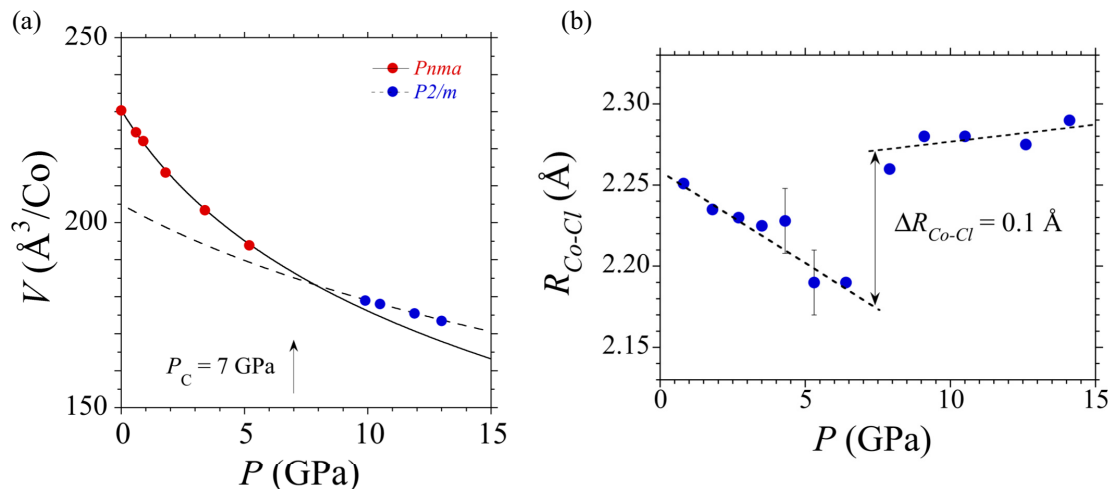 (a)
250
200
150
V (Å³/Co)
Pnma
P2/m
P_C = 7 GPa
0 5 10 15
P (GPa)
(b)
2.30
2.25
2.20
2.15
R_Co-Cl (Å)
ΔR_Co-Cl = 0.1 Å
0 5 10 15
P (GPa)